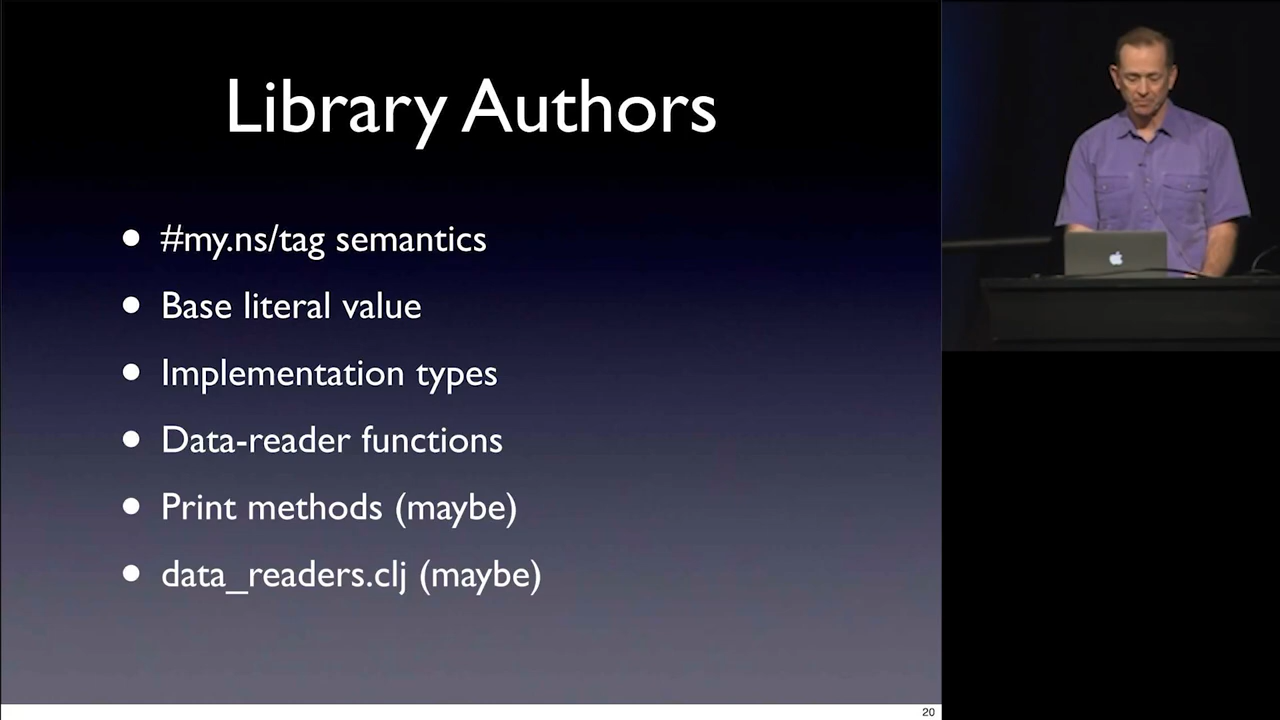 Library Authors
#my.ns/tag semantics
Base literal value
Implementation types
Data-reader functions
Print methods (maybe)
data_readers.clj (maybe)
20